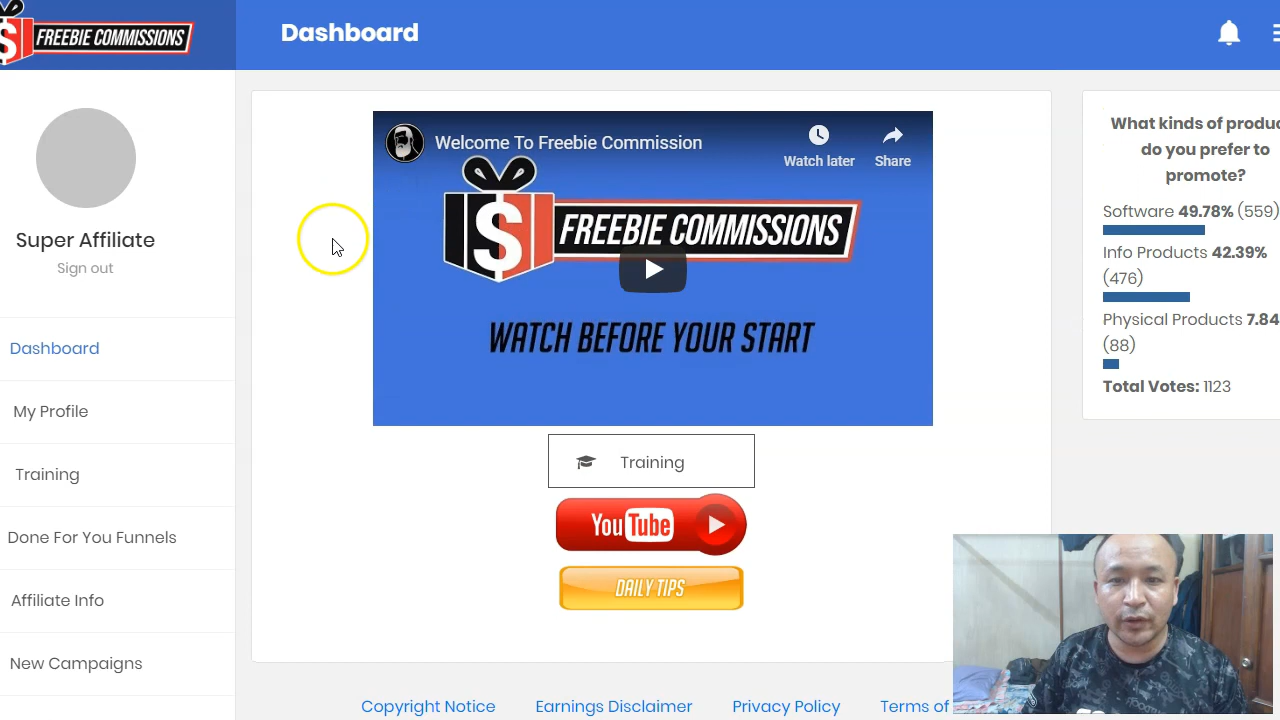 FREEBIE COMMISSIONS
Dashboard
Super Affiliate
Sign out
Dashboard
My Profile
Training
Done For You Funnels
Affiliate Info
New Campaigns
Welcome To Freebie Commission
Watch later
Share
$ FREEBIE COMMISSIONS
WATCH BEFORE YOUR START
Training
YouTube
DAILY TIPS
What kinds of
do you prefer to
promote?
Software 49.78% (559)
Info Products 42.39%
(476)
Physical Products 7.84
(88)
Total Votes: 1123
Copyright Notice
Earnings Disclaimer
Privacy Policy
Terms of